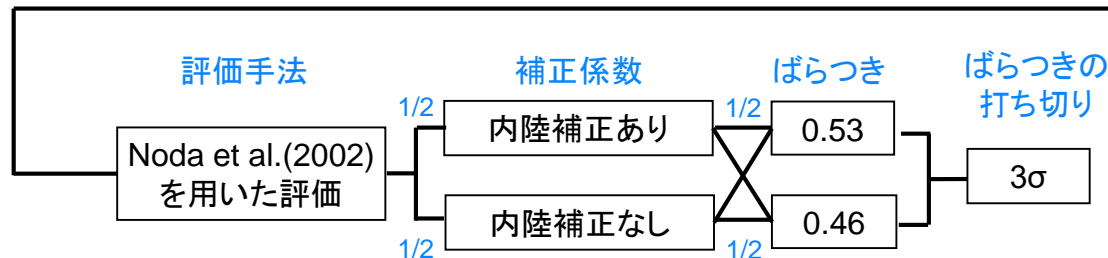 評価手法
補正係数
ばらつき
ばらつきの
打ち切り
1/2
内陸補正あり
1/2
0.53
Noda et al.(2002)
を用いた評価
3σ
内陸補正なし
0.46
1/2
1/2